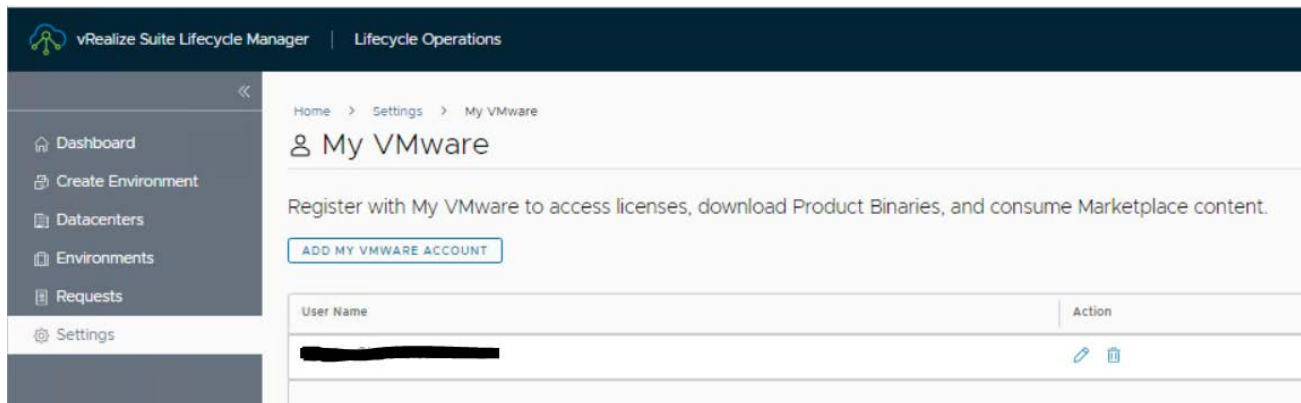 vRealize Suite Lifecycle Manager | Lifecycle Operations
Home > Settings > My VMware
My VMware
Dashboard
Create Environment
Datacenters
Environments
Requests
Settings
Register with My VMware to access licenses, download Product Binaries, and consume Marketplace content.
ADD MY VMWARE ACCOUNT
User Name Action